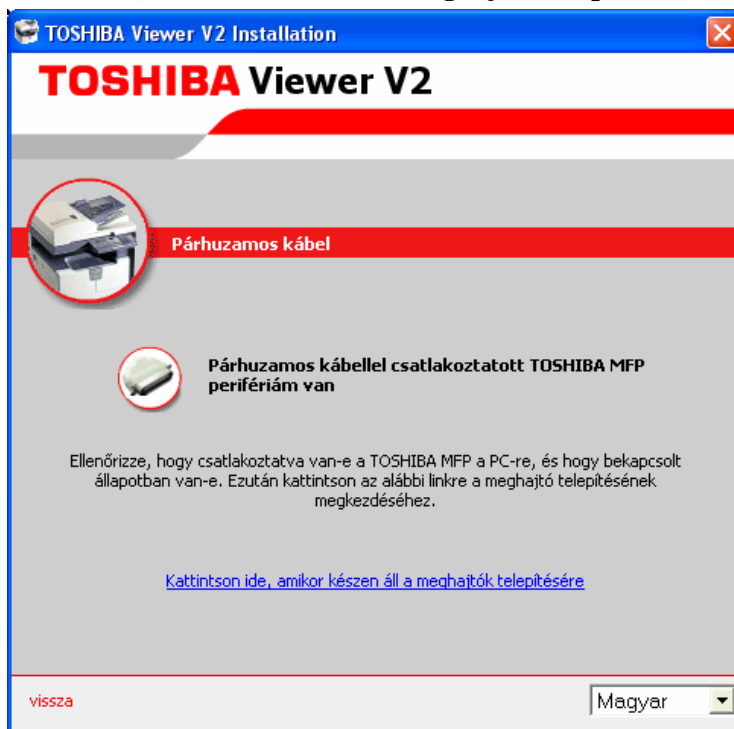 TOSHIBA Viewer V2 Installation
TOSHIBA Viewer V2
Párhuzamos kábel
Párhuzamos kábellel csatlakoztatott TOSHIBA MFP
perifériám van
Ellenőrizze, hogy csatlakoztatva van-e a TOSHIBA MFP a PC-re, és hogy bekapcsolt
állapotban van-e. Ezután kattintson az alábbi linkre a meghajtó telepítésének
megkezdéséhez.
Kattintson ide, amikor készen áll a meghajtók telepítésére
vissza
Magyar